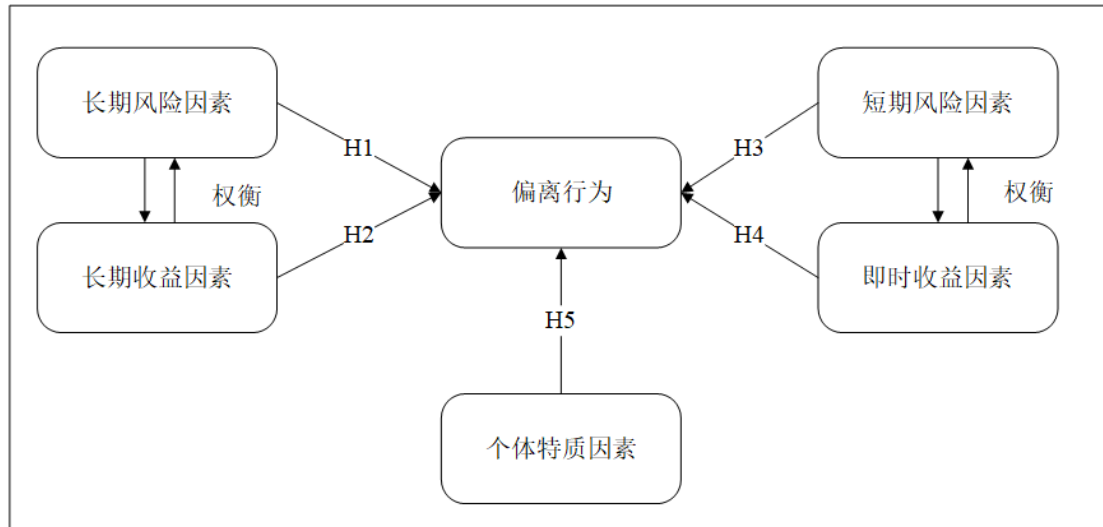 长期风险因素
短期风险因素
H1
H3
偏离行为
权衡
权衡
H2
H4
长期收益因素
即时收益因素
H5
个体特质因素